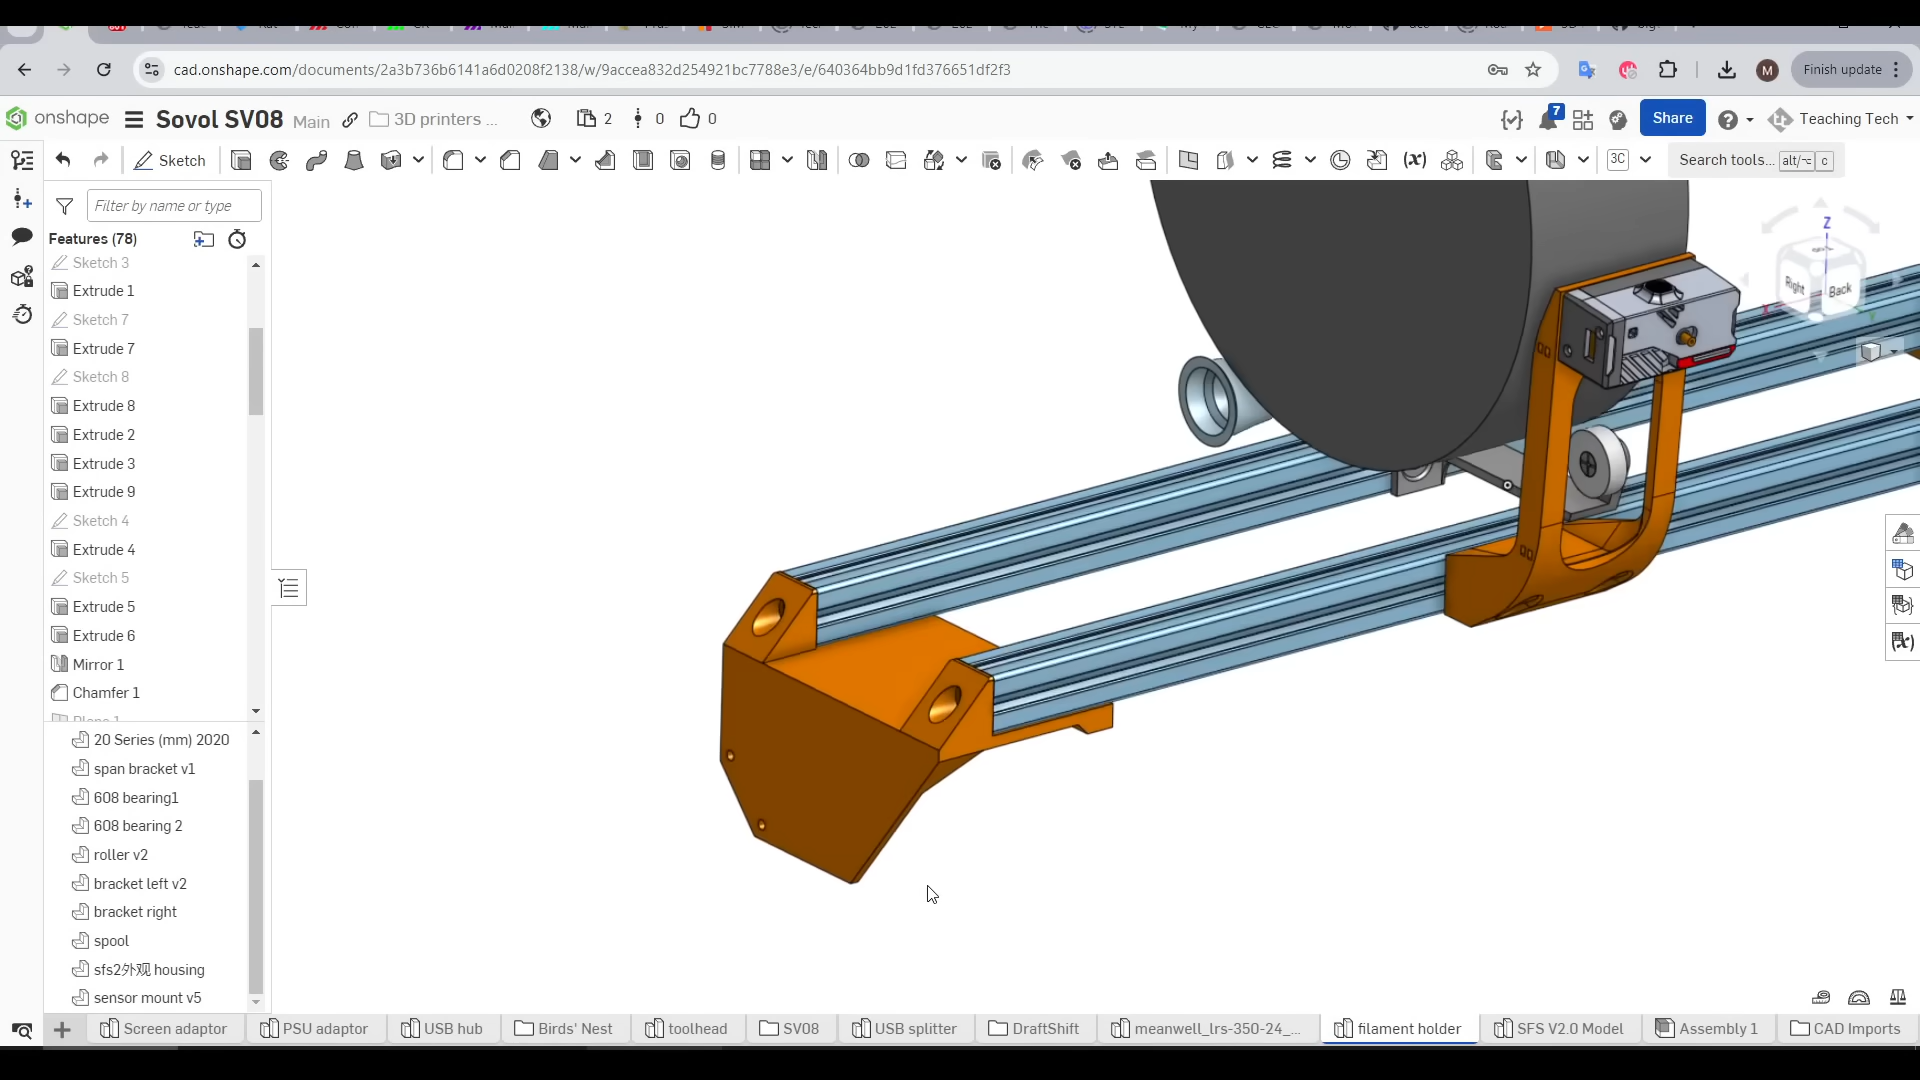 cad.onshape.com/documents/2a3b736b6141a6d0208f2138/w/9accea832d254921bc7788e3/e/640364bb9d1fd376651df2f3
M
Finish update
onshape Sovol SV08 Main 3D printers ... 2 0 0
7
Share
Teaching Tech
Sketch
(x)
3C
Search tools... alt/⌥ c
Filter by name or type
Features (78)
Sketch 3
Extrude 1
Sketch 7
Extrude 7
Sketch 8
Extrude 8
Extrude 2
Extrude 3
Extrude 9
Sketch 4
Extrude 4
Sketch 5
Extrude 5
Extrude 6
Mirror 1
Chamfer 1
Plane 1
20 Series (mm) 2020
span bracket v1
608 bearing1
608 bearing 2
roller v2
bracket left v2
bracket right
spool
sfs2外观 housing
sensor mount v5
Z
Right
Back
(x)
Screen adaptor
PSU adaptor
USB hub
Birds' Nest
toolhead
SV08
USB splitter
DraftShift
meanwell_lrs-350-24_...
filament holder
SFS V2.0 Model
Assembly 1
CAD Imports